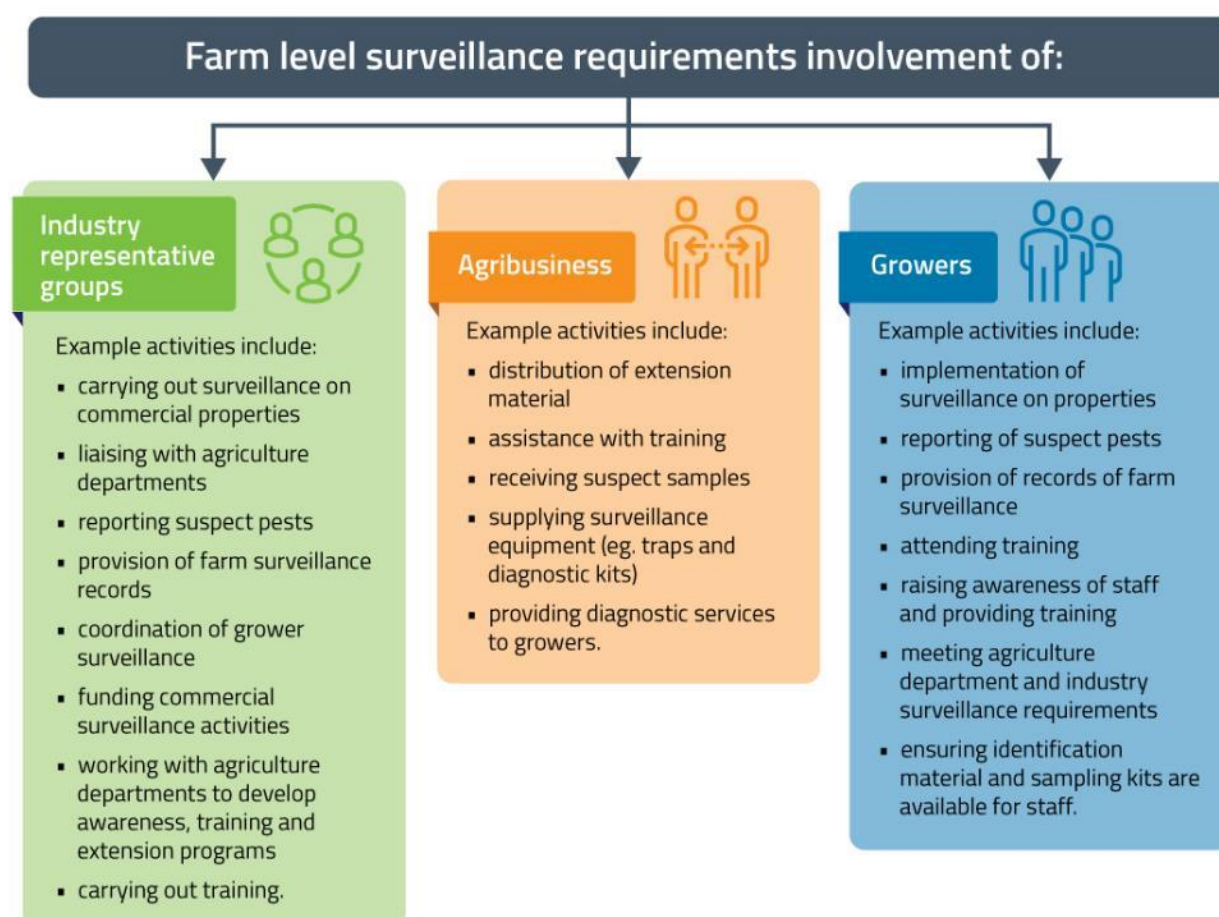 Farm level surveillance requirements involvement of:
Industry
representative
groups
Example activities include:
▪ carrying out surveillance on
commercial properties
▪ liaising with agriculture
departments
▪ reporting suspect pests
▪ provision of farm surveillance
records
▪ coordination of grower
surveillance
▪ funding commercial
surveillance activities
▪ working with agriculture
departments to develop
awareness, training and
extension programs
▪ carrying out training.
Agribusiness
Example activities include:
▪ distribution of extension
material
▪ assistance with training
▪ receiving suspect samples
▪ supplying surveillance
equipment (eg. traps and
diagnostic kits)
▪ providing diagnostic services
to growers.
Growers
Example activities include:
▪ implementation of
surveillance on properties
▪ reporting of suspect pests
▪ provision of records of farm
surveillance
▪ attending training
▪ raising awareness of staff
and providing training
▪ meeting agriculture
department and industry
surveillance requirements
▪ ensuring identification
material and sampling kits are
available for staff.